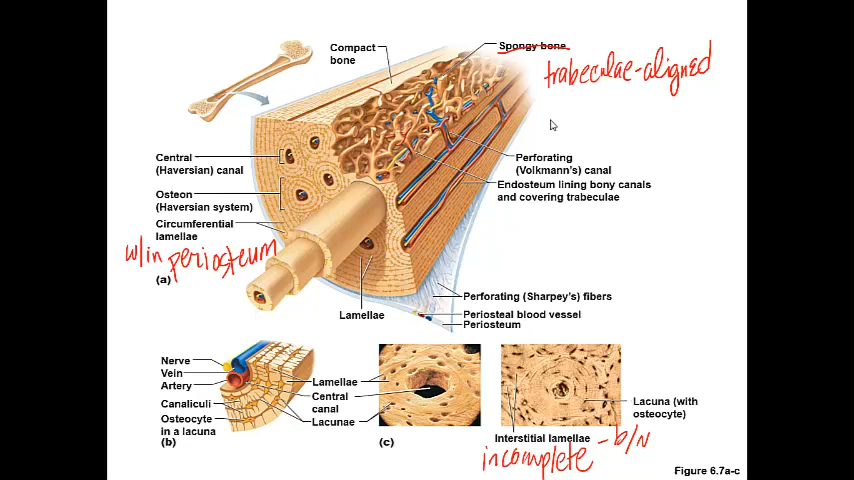 Compact
bone
Spongy bone
trabeculae-aligned
Central
(Haversian) canal
Perforating
(Volkmann's) canal
Osteon
(Haversian system)
Endosteum lining bony canals
and covering trabeculae
Circumferential
lamellae
w/in periosteum
(a)
Lamellae
Perforating (Sharpey's) fibers
Periosteal blood vessel
Periosteum
Nerve
Vein
Artery
Canaliculi
Osteocyte
in a lacuna
(b)
Lamellae
Central
canal
Lacunae
(c)
Lacuna (with
osteocyte)
Interstitial lamellae
incomplete - b/n
Figure 6.7a-c